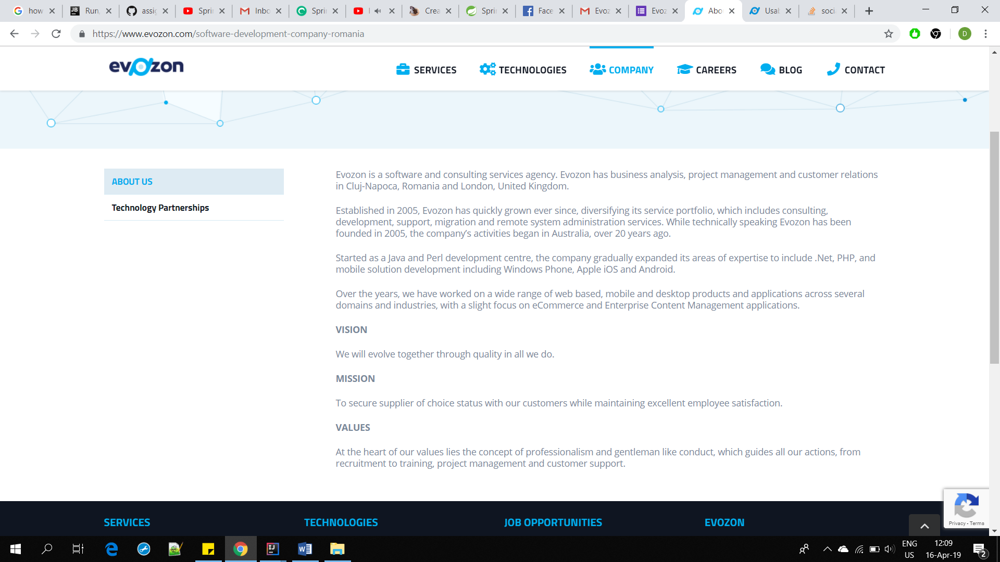 how
Run,
assig
Sprin
Inbo
Sprin
Crea
Sprin
Face
Evoz
Evoz
Abo
Usab
soci
https://www.evozon.com/software-development-company-romania
D
evozon
SERVICES
TECHNOLOGIES
COMPANY
CAREERS
BLOG
CONTACT
ABOUT US
Technology Partnerships
Evozon is a software and consulting services agency. Evozon has business analysis, project management and customer relations
in Cluj-Napoca, Romania and London, United Kingdom.
Established in 2005, Evozon has quickly grown ever since, diversifying its service portfolio, which includes consulting,
development, support, migration and remote system administration services. While technically speaking Evozon has been
founded in 2005, the company’s activities began in Australia, over 20 years ago.
Started as a Java and Perl development centre, the company gradually expanded its areas of expertise to include .Net, PHP, and
mobile solution development including Windows Phone, Apple iOS and Android.
Over the years, we have worked on a wide range of web based, mobile and desktop products and applications across several
domains and industries, with a slight focus on eCommerce and Enterprise Content Management applications.
VISION
We will evolve together through quality in all we do.
MISSION
To secure supplier of choice status with our customers while maintaining excellent employee satisfaction.
VALUES
At the heart of our values lies the concept of professionalism and gentleman like conduct, which guides all our actions, from
recruitment to training, project management and customer support.
Privacy - Terms
SERVICES
TECHNOLOGIES
JOB OPPORTUNITIES
EVOZON
ENG
US
12:09
16-Apr-19
2